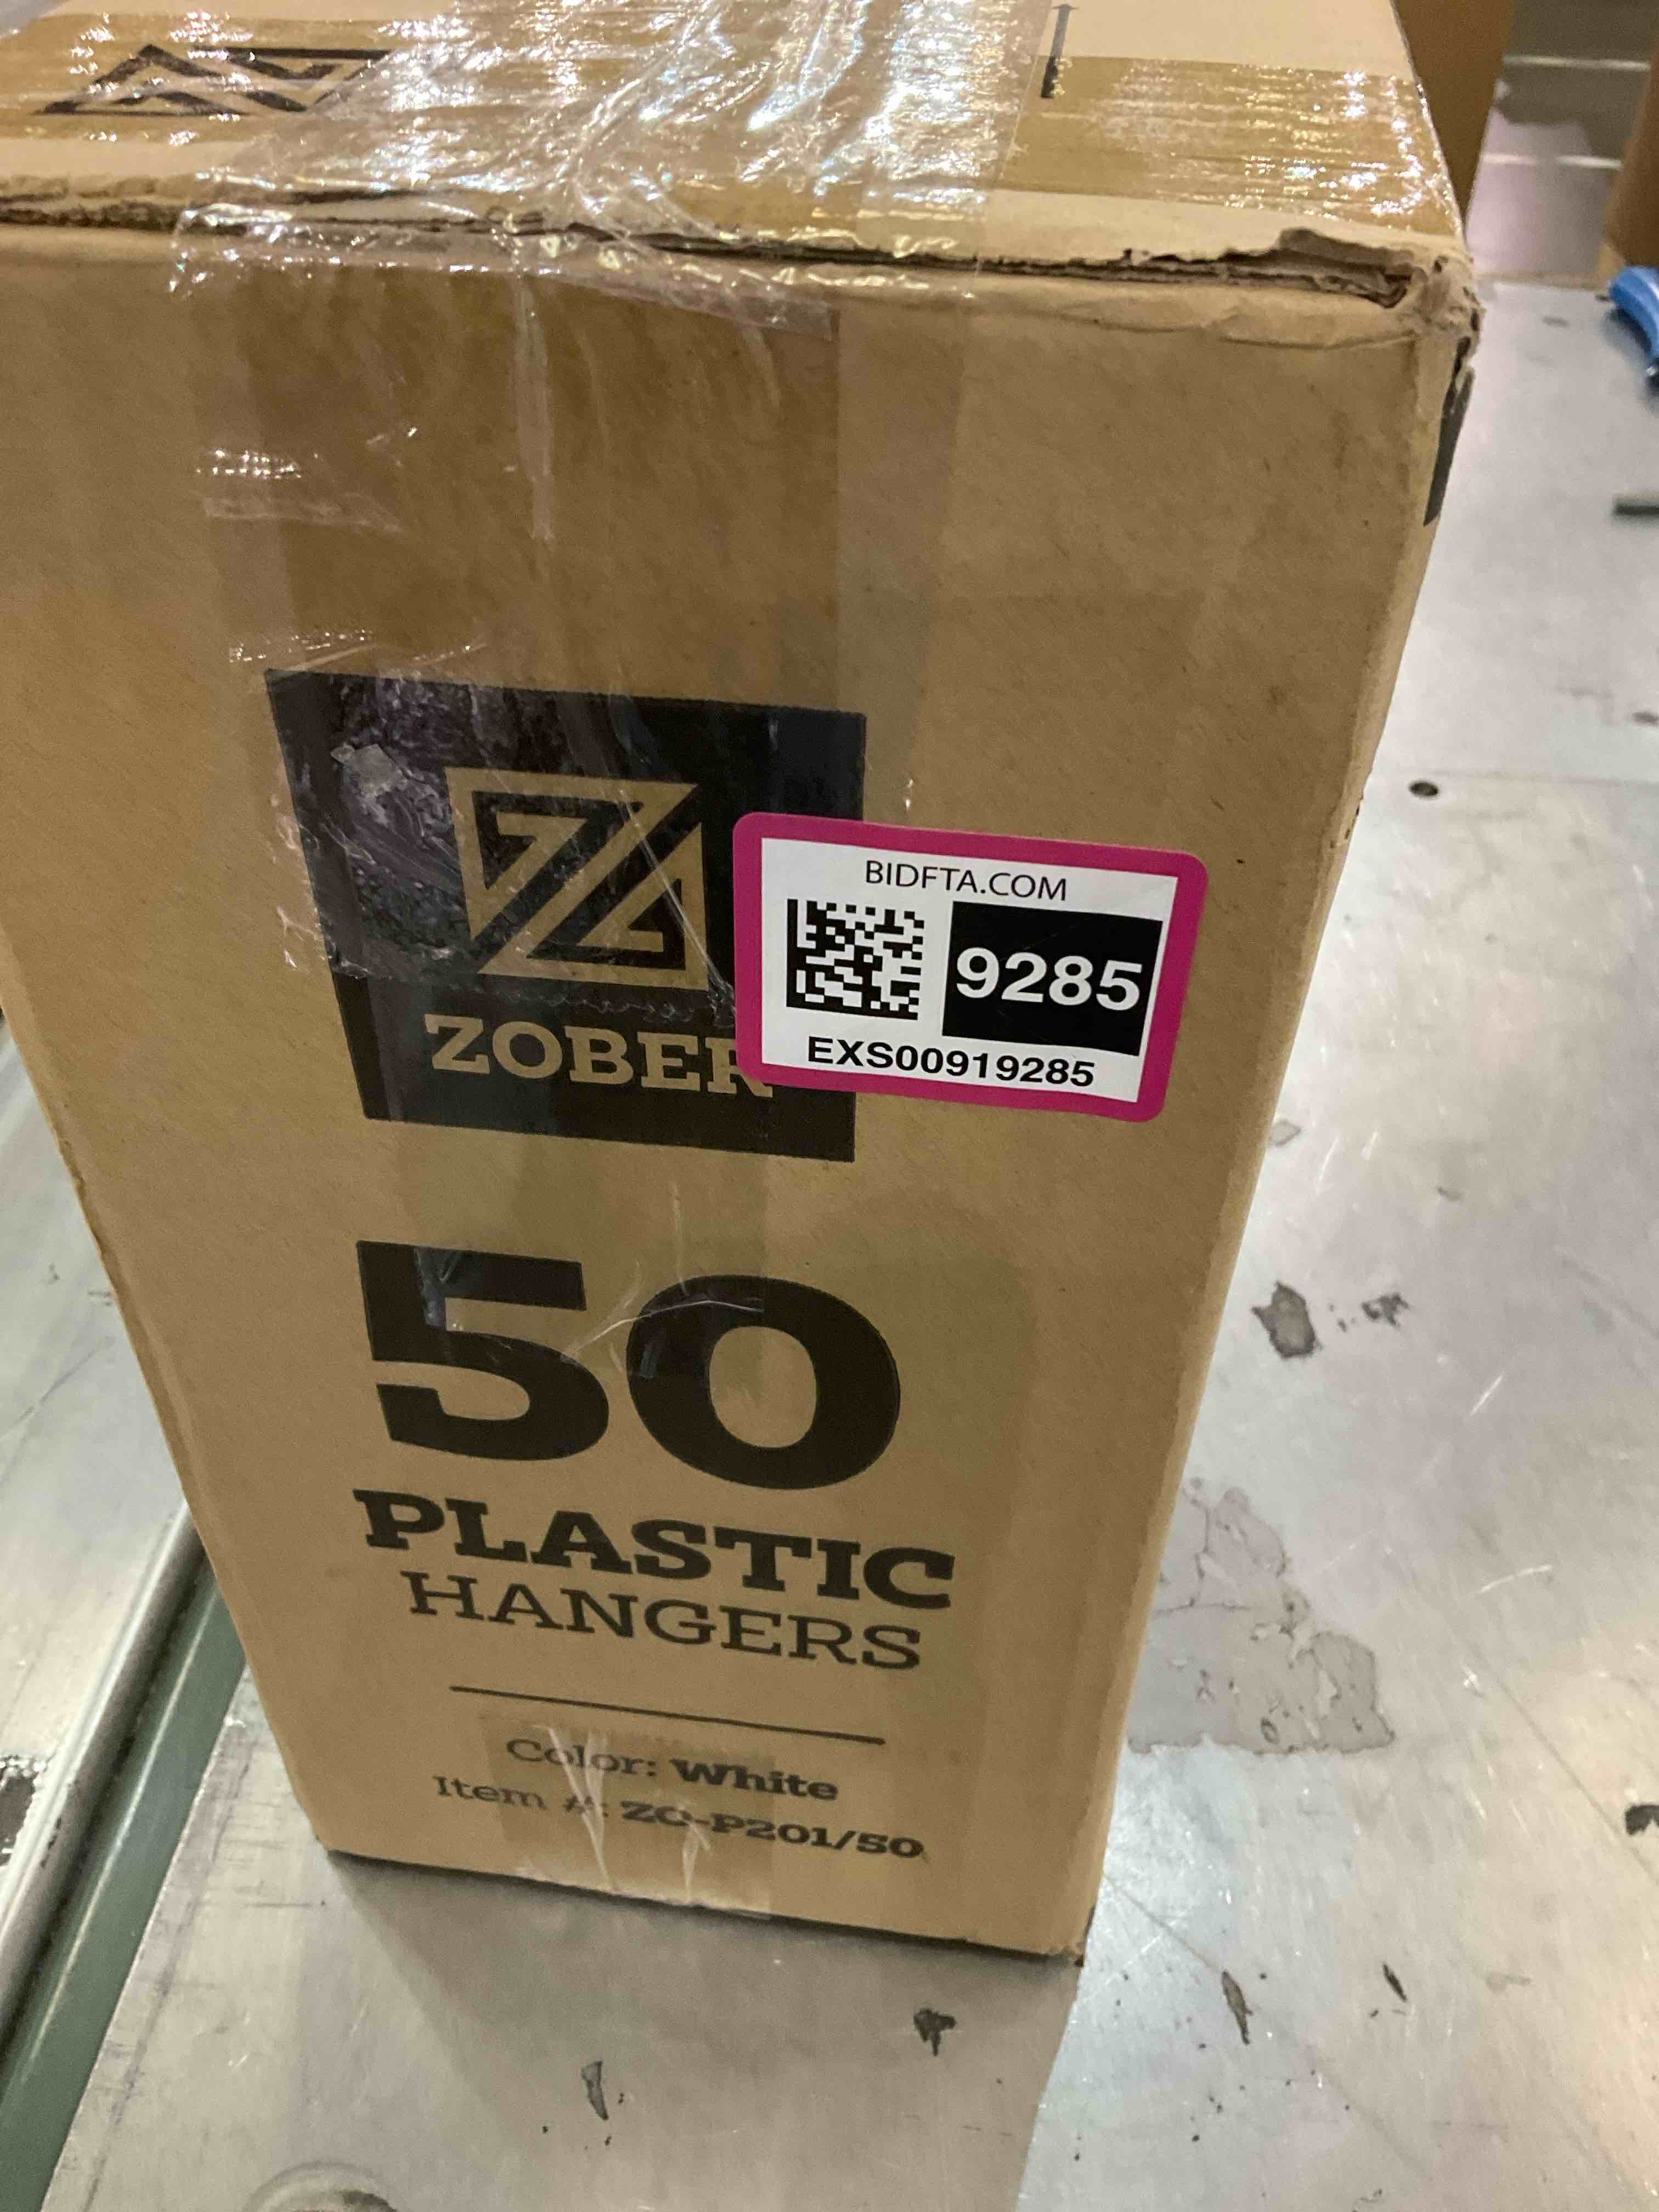 BIDFTA.COM
9285
EXS00919285
ZOBER
50
PLASTIC
HANGERS
Color: White
Item #: ZO-P201/50